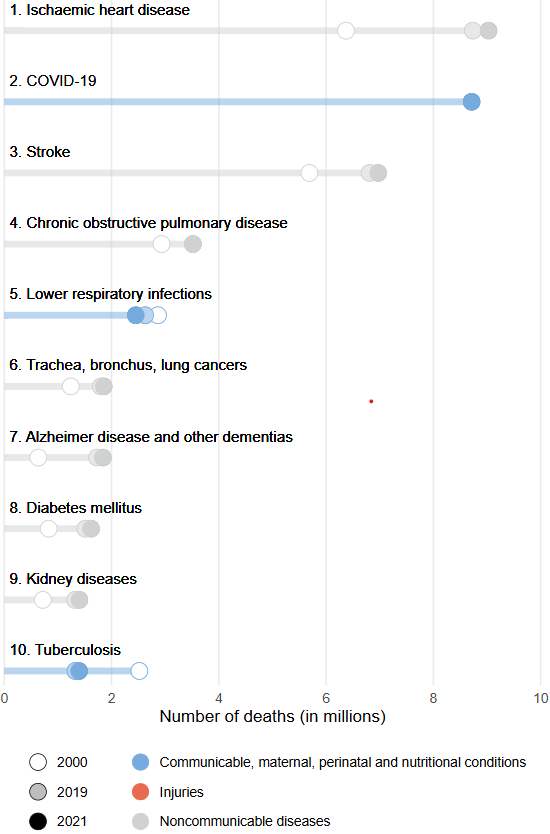 1. Ischaemic heart disease
2. COVID-19
3. Stroke
4. Chronic obstructive pulmonary disease
5. Lower respiratory infections
6. Trachea, bronchus, lung cancers
7. Alzheimer disease and other dementias
8. Diabetes mellitus
9. Kidney diseases
10. Tuberculosis
0 2 4 6 8 10
Number of deaths (in millions)
2000 Communicable, maternal, perinatal and nutritional conditions
2019 Injuries
2021 Noncommunicable diseases